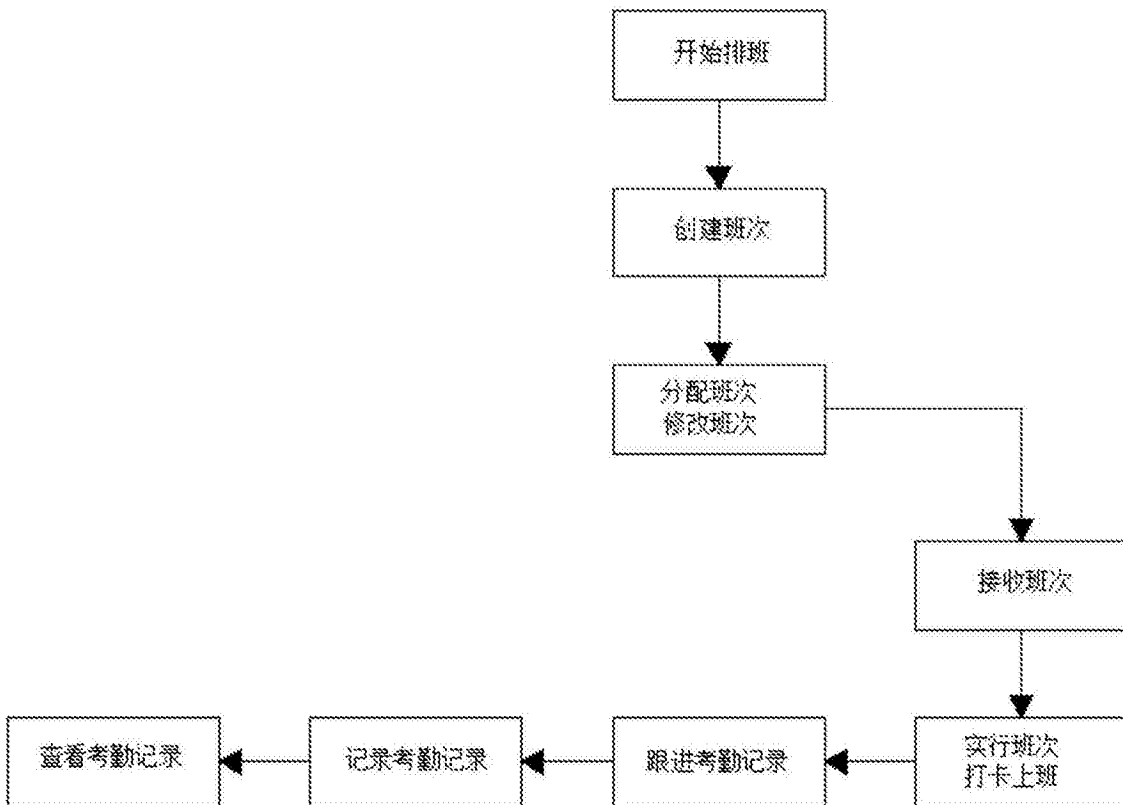 开始排班
创建班次
分配班次
修改班次
接收班次
实行班次
打卡上班
跟进考勤记录
记录考勤记录
查看考勤记录